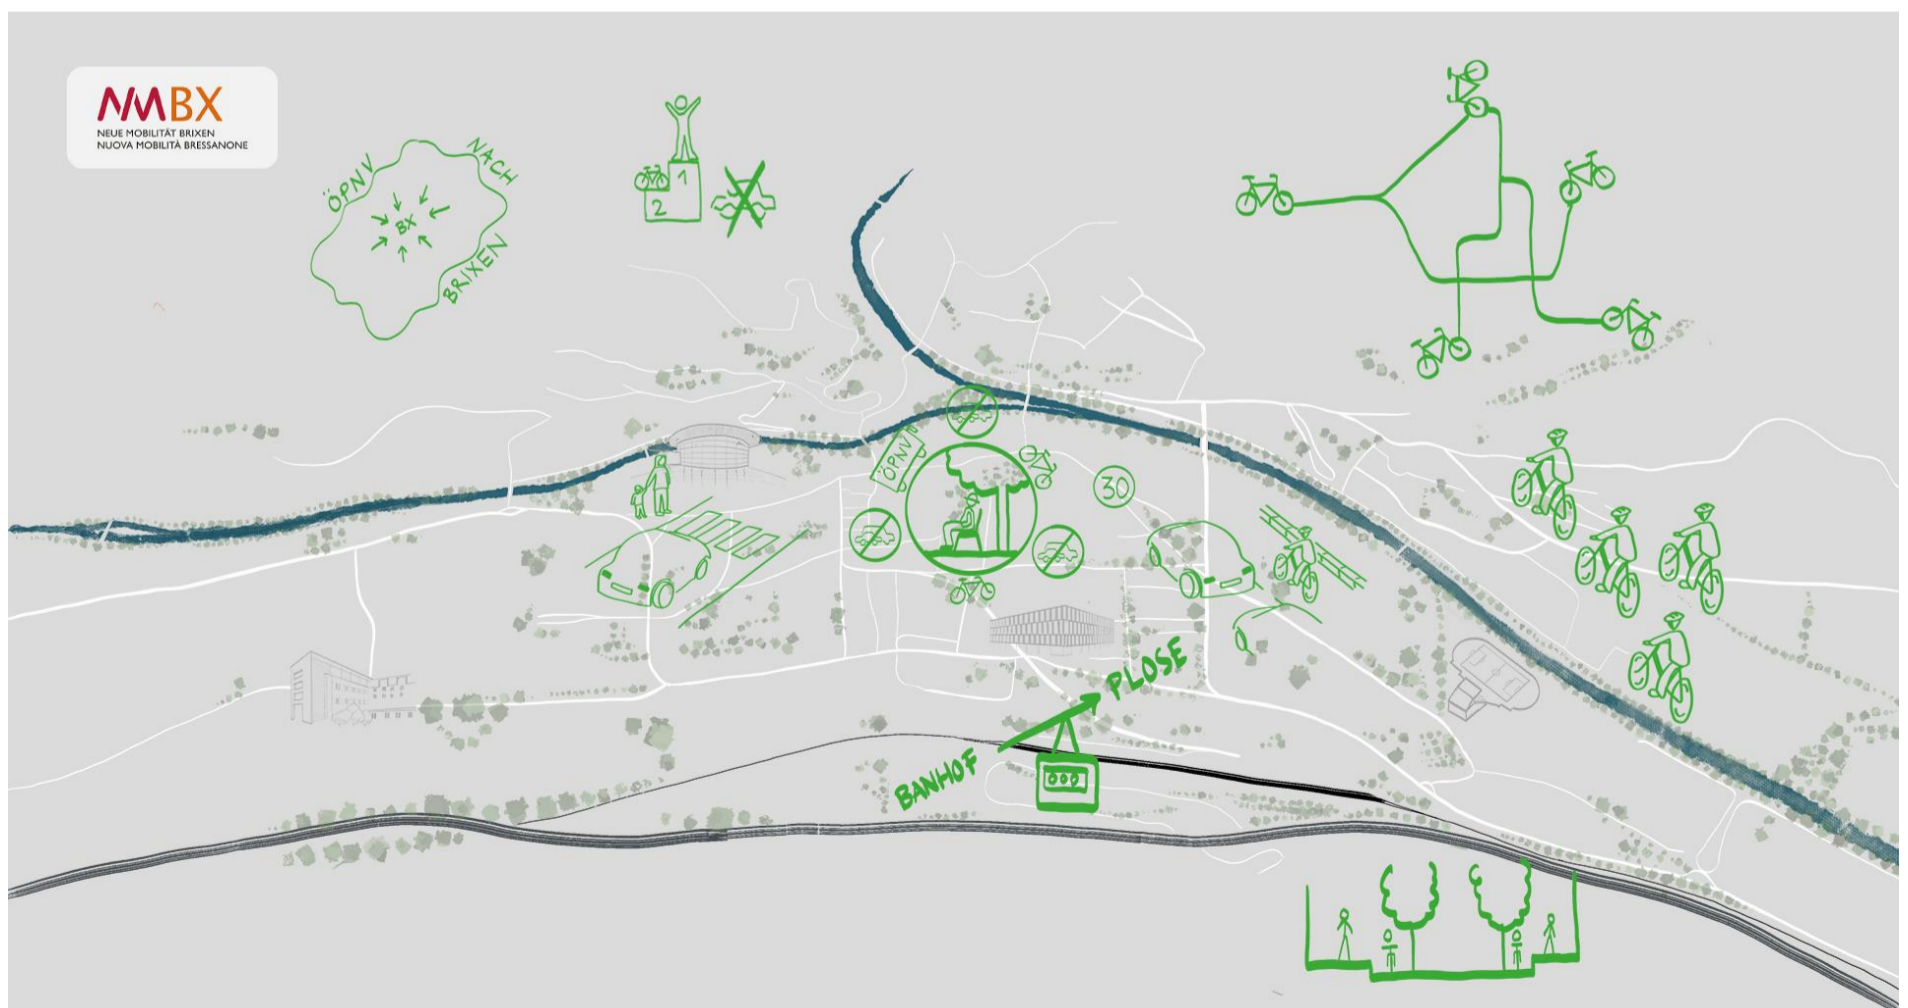 NMBX
NEUE MOBILITÄT BRIXEN
NUOVA MOBILITÀ BRESSANONE
ÖPNV
NACH
BRIXEN
BX
1
2
ÖPNV
30
BANHOF
PLOSE